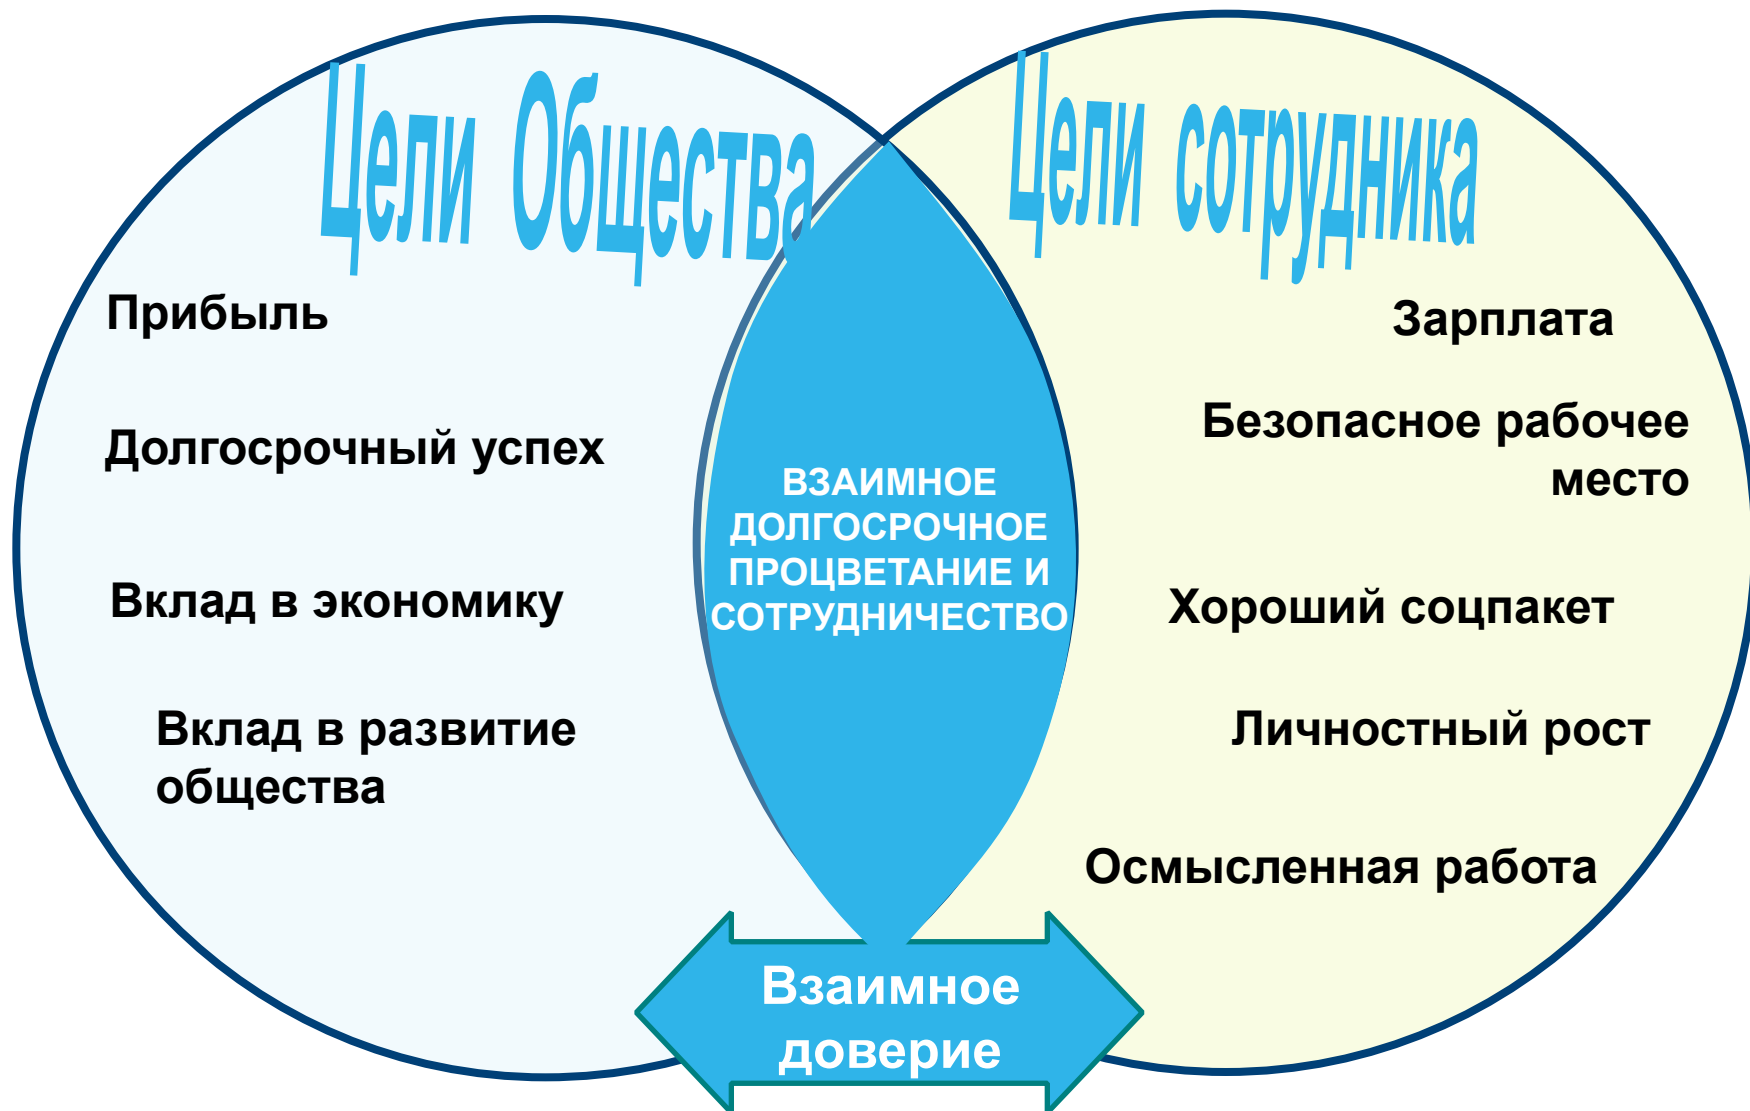 Цели Общества
Прибыль
Долгосрочный успех
Вклад в экономику
Вклад в развитие
общества
ВЗАИМНОЕ
ДОЛГОСРОЧНОЕ
ПРОЦВЕТАНИЕ И
СОТРУДНИЧЕСТВО
Цели сотрудника
Зарплата
Безопасное рабочее
место
Хороший соцпакет
Личностный рост
Осмысленная работа
Взаимное
доверие